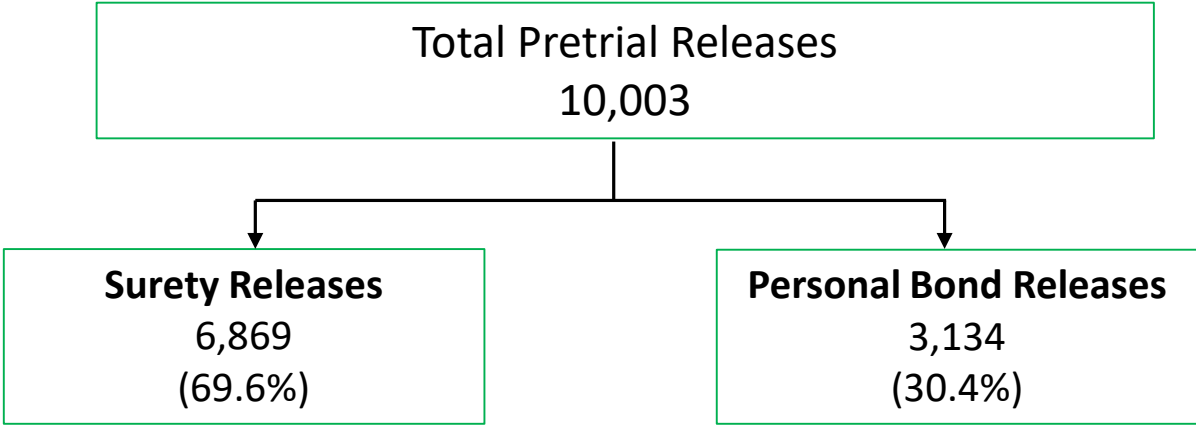 Total Pretrial Releases
10,003
Surety Releases
6,869
(69.6%)
Personal Bond Releases
3,134
(30.4%)